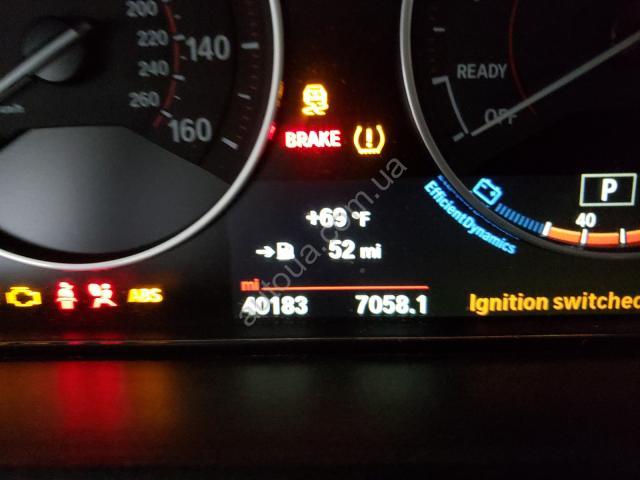 200
220
240
260
140
160
km/h
BRAKE
READY
OFF
P
40
EfficientDynamics
+69 °F
52 mi
mi
40183 7058.1
ABS
Ignition switched
autoua.com.ua